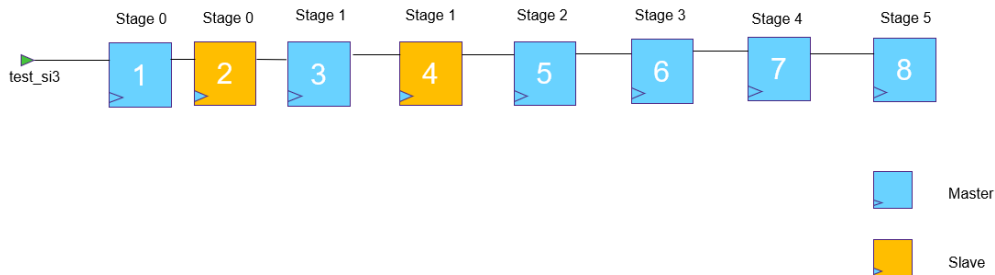 Stage 0
Stage 0
Stage 1
Stage 1
Stage 2
Stage 3
Stage 4
Stage 5
test_si3
1
2
3
4
5
6
7
8
Master
Slave